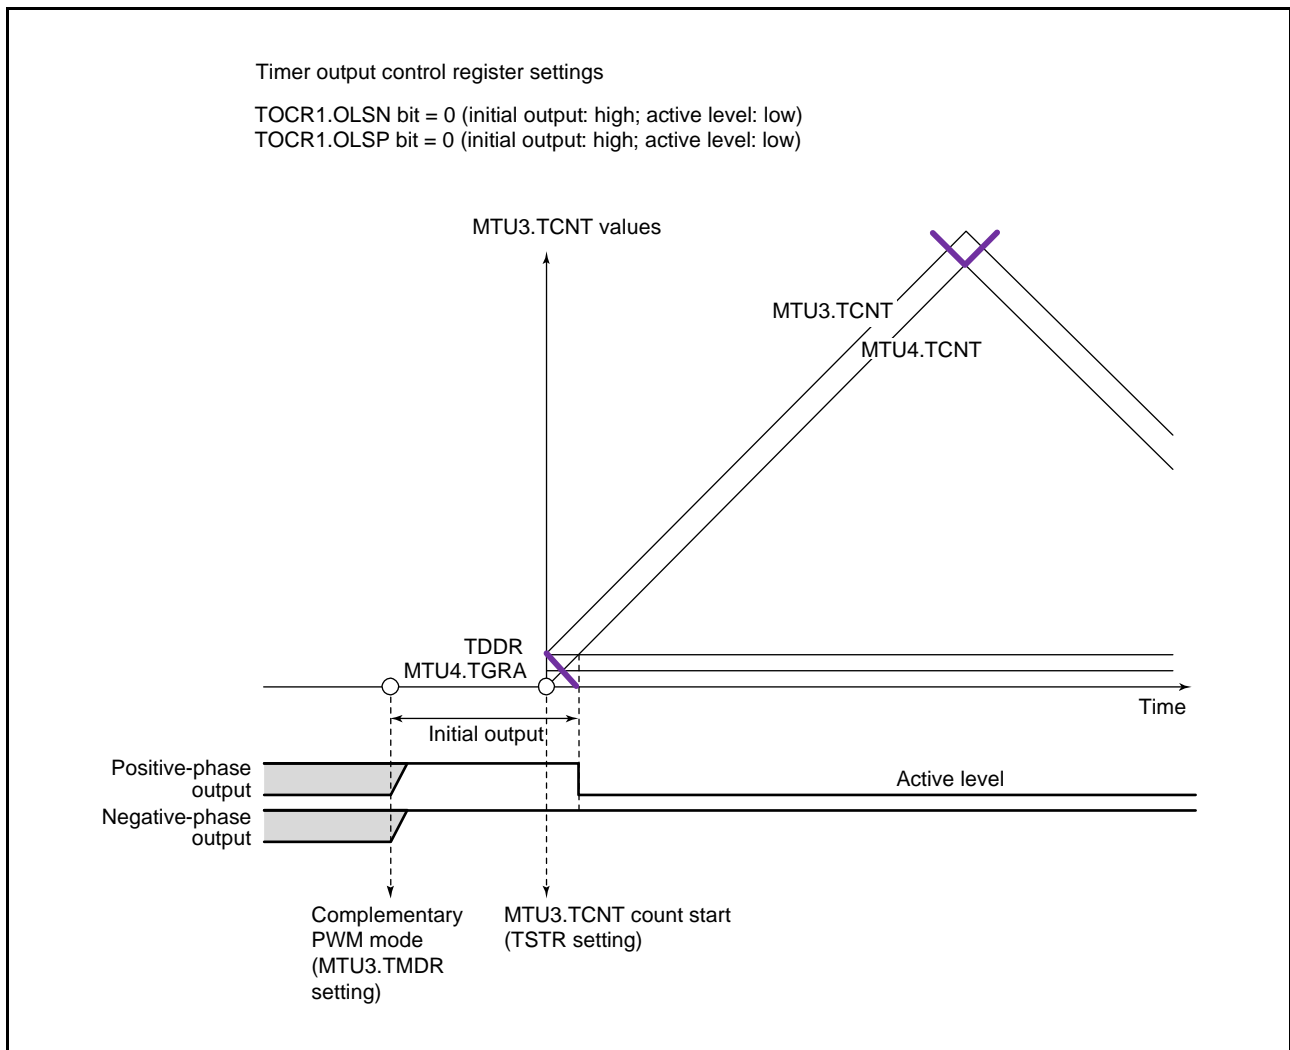 Timer output control register settings
TOCR1.OLSN bit = 0 (initial output: high; active level: low)
TOCR1.OLSP bit = 0 (initial output: high; active level: low)
MTU3.TCNT values
MTU3.TCNT
MTU4.TCNT
TDDR
MTU4.TGRA
Time
Initial output
Positive-phase
output
Active level
Negative-phase
output
Complementary
PWM mode
(MTU3.TMDR
setting)
MTU3.TCNT count start
(TSTR setting)